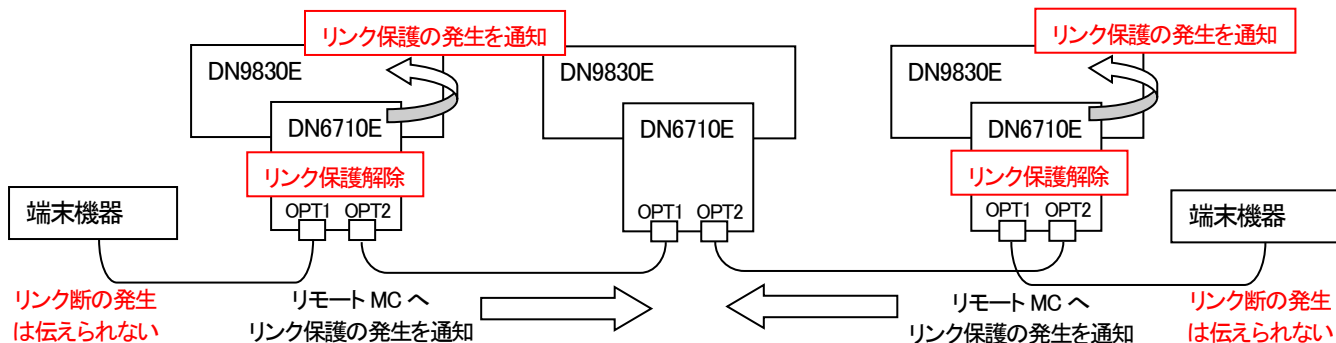 リンク保護の発生を通知
DN9830E
DN6710E
リンク保護解除
OPT1 OPT2
端末機器
リンク断の発生
は伝えられない
リモート MC へ
リンク保護の発生を通知
DN9830E
DN6710E
OPT1 OPT2
リンク保護の発生を通知
DN9830E
DN6710E
リンク保護解除
OPT1 OPT2
端末機器
リモート MC へ
リンク保護の発生を通知
リンク断の発生
は伝えられない